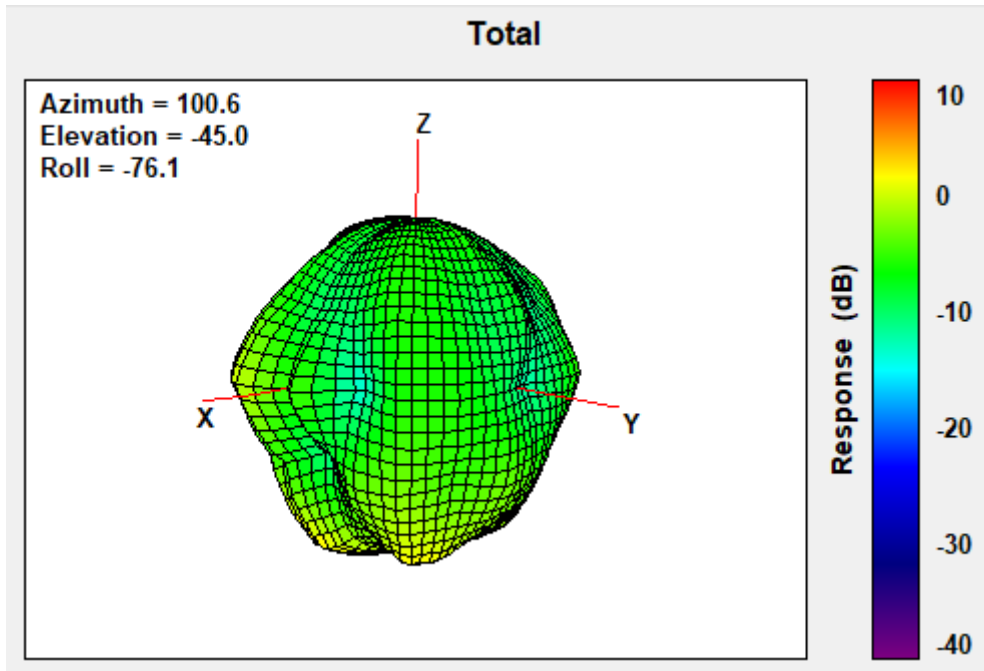 Total
Azimuth = 100.6
Elevation = -45.0
Roll = -76.1
Z
X
Y
10
0
-10
-20
-30
-40
Response (dB)